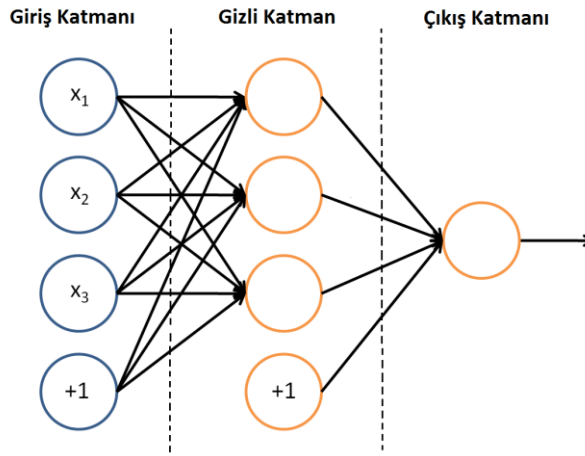 Giriş Katmanı
Gizli Katman
Çıkış Katmanı
x1
x2
x3
+1
+1